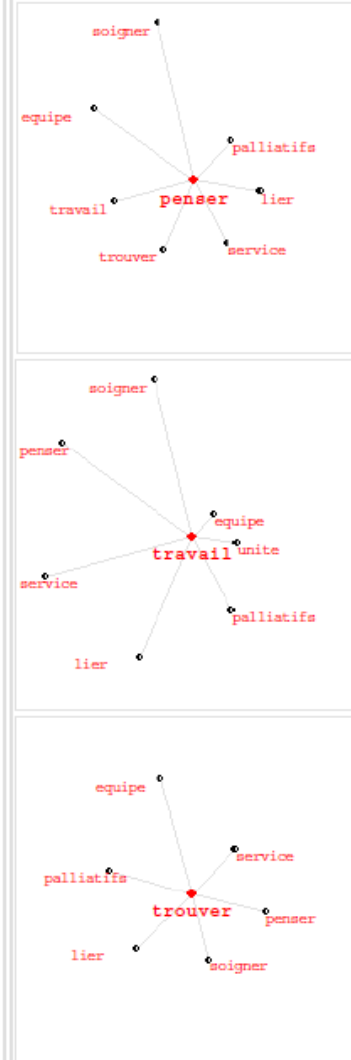 soigner
equipe
palliatifs
penser
lier
travail
trouver
service
soigner
penser
equipe
travail
unite
service
palliatifs
lier
equipe
service
palliatifs
trouver
penser
lier
soigner